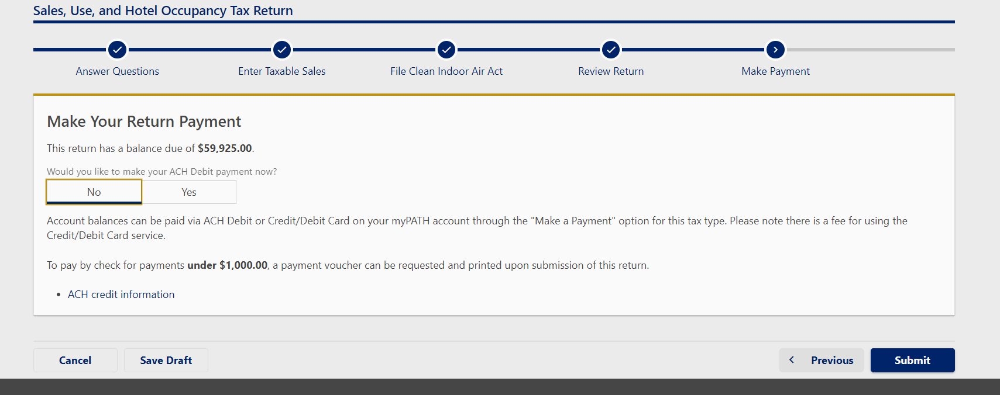 Sales, Use, and Hotel Occupancy Tax Return
Answer Questions
Enter Taxable Sales
File Clean Indoor Air Act
Review Return
Make Payment
Make Your Return Payment
This return has a balance due of $59,925.00.
Would you like to make your ACH Debit payment now?
No
Yes
Account balances can be paid via ACH Debit or Credit/Debit Card on your myPATH account through the "Make a Payment" option for this tax type. Please note there is a fee for using the
Credit/Debit Card service.
To pay by check for payments under $1,000.00, a payment voucher can be requested and printed upon submission of this return.
• ACH credit information
Cancel
Save Draft
Previous
Submit